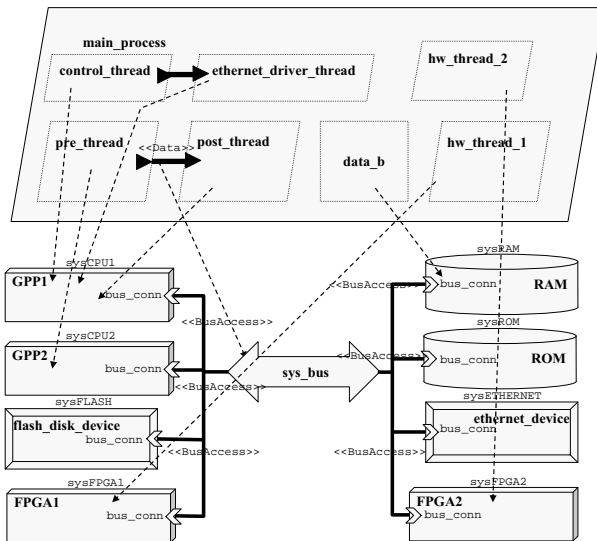 main_process
control_thread
ethernet_driver_thread
hw_thread_2
pre_thread
<<Data>>
post_thread
data_b
hw_thread_1
sysCPU1
GPP1
bus_conn
sysRAM
bus_conn
RAM
<<BusAccess>>
<<BusAccess>>
sysCPU2
GPP2
bus_conn
sysROM
bus_conn
ROM
<<BusAccess>>
sys_bus
<<BusAccess>>
sysFLASH
flash_disk_device
bus_conn
sysETHERNET
ethernet_device
bus_conn
<<BusAccess>>
<<BusAccess>>
sysFPGA1
FPGA1
bus_conn
sysFPGA2
FPGA2
bus_conn